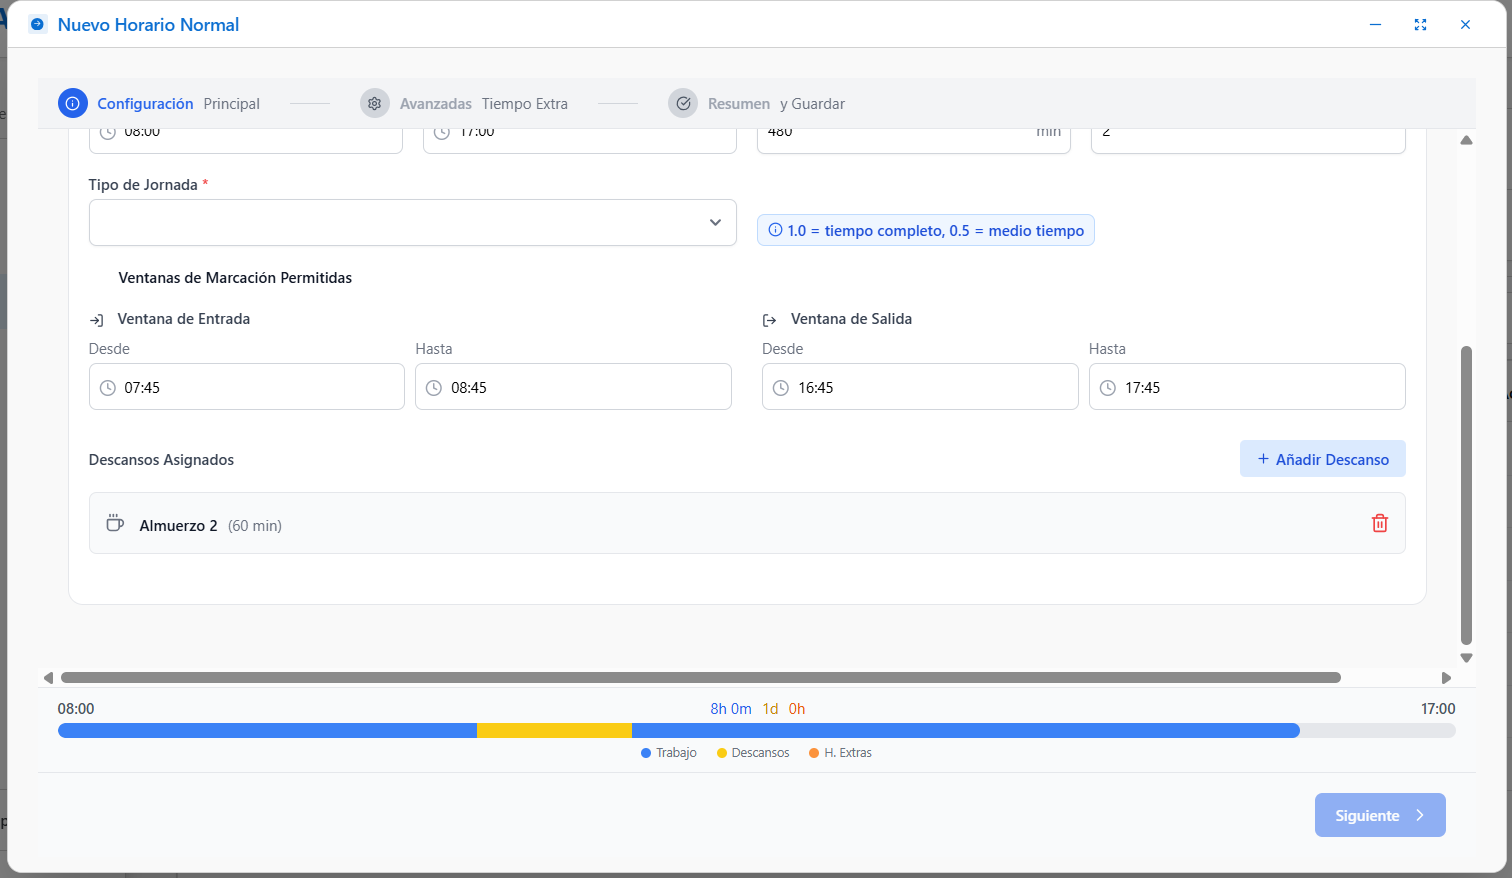 Nuevo Horario Normal
Configuración Principal Avanzadas Tiempo Extra Resumen y Guardar
08:00 17:00 480 min 2
Tipo de Jornada *
1.0 = tiempo completo, 0.5 = medio tiempo
Ventanas de Marcación Permitidas
Ventana de Entrada Ventana de Salida
Desde Hasta Desde Hasta
07:45 08:45 16:45 17:45
Descansos Asignados + Añadir Descanso
Almuerzo 2 (60 min)
08:00 8h 0m 1d 0h 17:00
Trabajo Descansos H. Extras
Siguiente